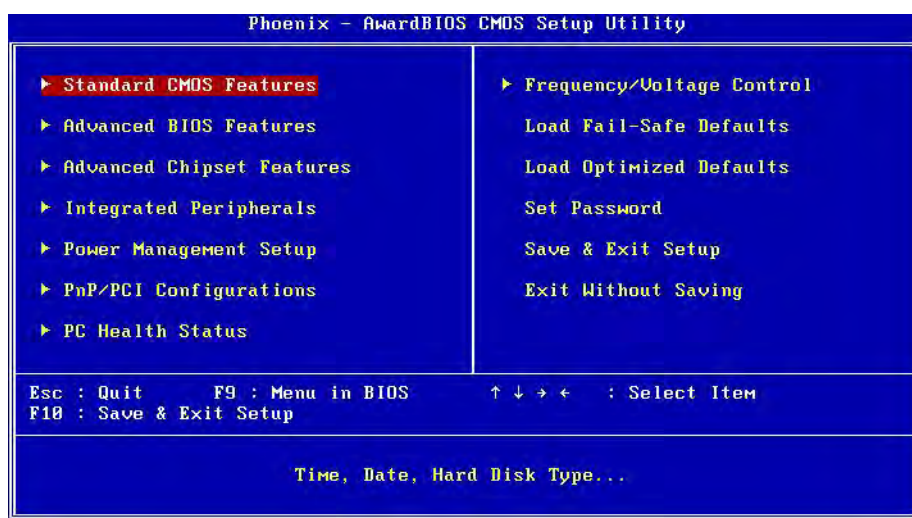 Phoenix - AwardBIOS CMOS Setup Utility
▶ Standard CMOS Features
▶ Advanced BIOS Features
▶ Advanced Chipset Features
▶ Integrated Peripherals
▶ Power Management Setup
▶ PnP/PCI Configurations
▶ PC Health Status
▶ Frequency/Voltage Control
Load Fail-Safe Defaults
Load Optimized Defaults
Set Password
Save & Exit Setup
Exit Without Saving
Esc : Quit F9 : Menu in BIOS ↑ ↓ → ← : Select Item
F10 : Save & Exit Setup
Time, Date, Hard Disk Type...